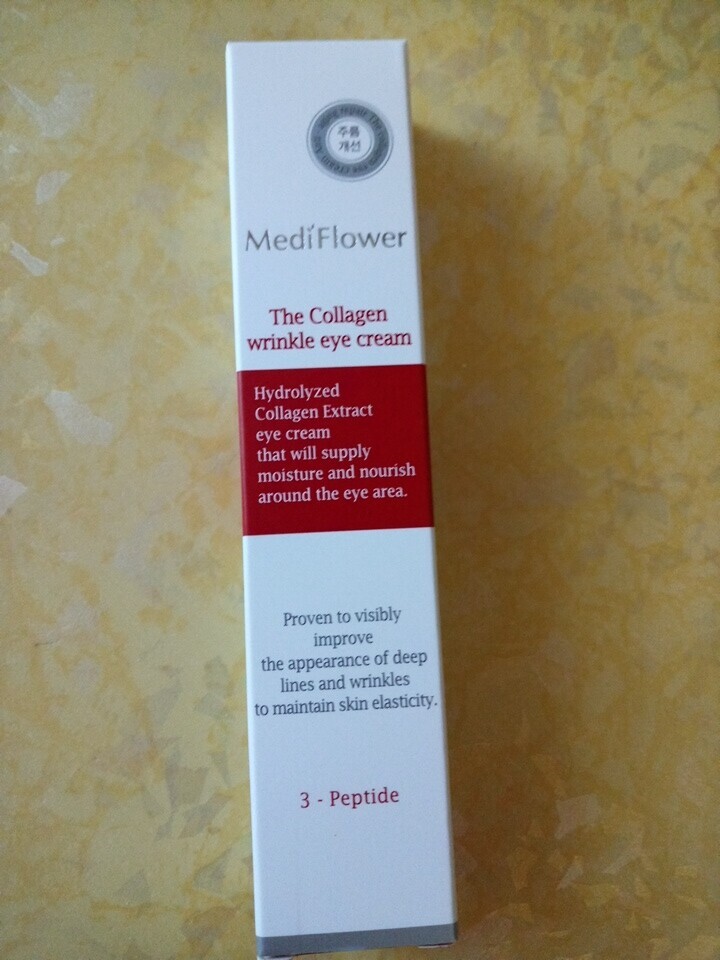 주름
개선
MediFlower
The Collagen
wrinkle eye cream
Hydrolyzed
Collagen Extract
eye cream
that will supply
moisture and nourish
around the eye area.
Proven to visibly
improve
the appearance of deep
lines and wrinkles
to maintain skin elasticity.
3 - Peptide